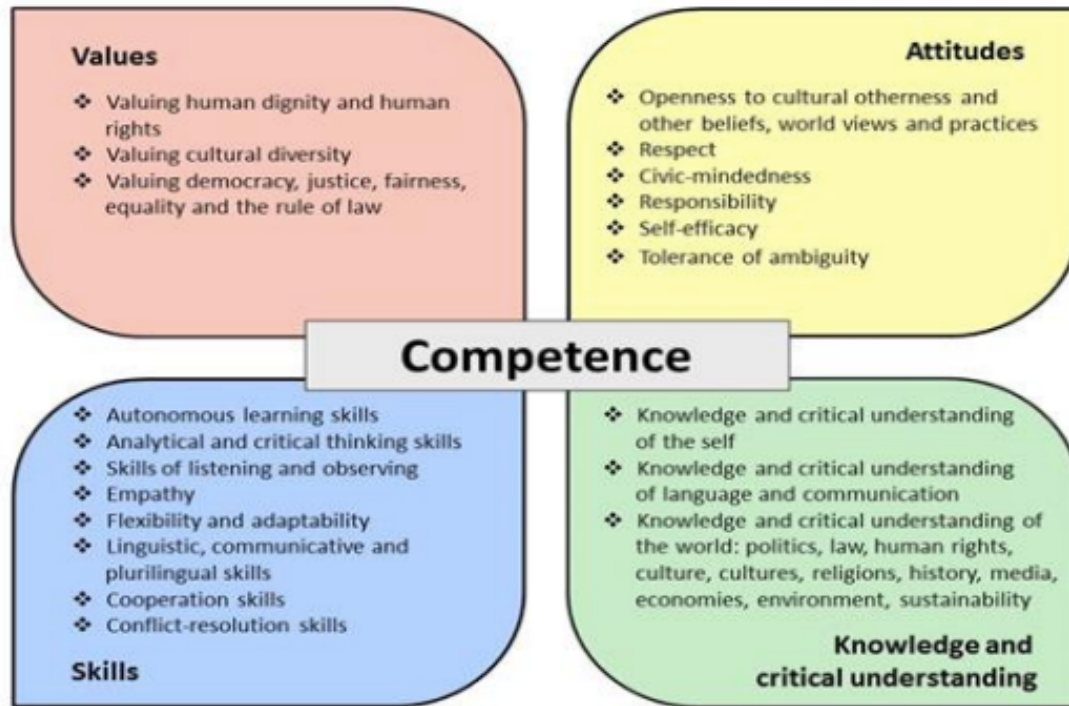 Values
❖ Valuing human dignity and human
rights
❖ Valuing cultural diversity
❖ Valuing democracy, justice, fairness,
equality and the rule of law
Attitudes
❖ Openness to cultural otherness and
other beliefs, world views and practices
❖ Respect
❖ Civic-mindedness
❖ Responsibility
❖ Self-efficacy
❖ Tolerance of ambiguity
Competence
❖ Autonomous learning skills
❖ Analytical and critical thinking skills
❖ Skills of listening and observing
❖ Empathy
❖ Flexibility and adaptability
❖ Linguistic, communicative and
plurilingual skills
❖ Cooperation skills
❖ Conflict-resolution skills
Skills
❖ Knowledge and critical understanding
of the self
❖ Knowledge and critical understanding
of language and communication
❖ Knowledge and critical understanding of
the world: politics, law, human rights,
culture, cultures, religions, history, media,
economies, environment, sustainability
Knowledge and
critical understanding